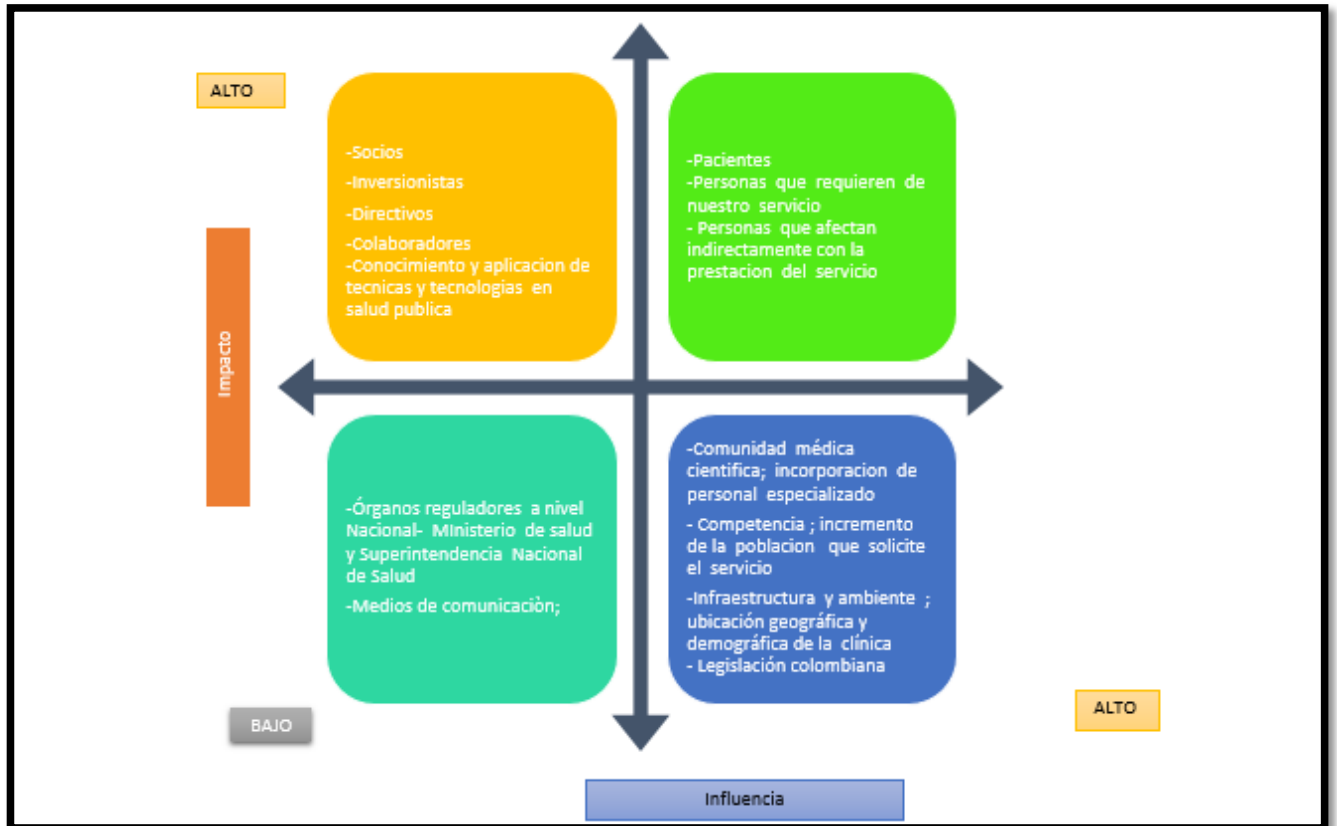 ALTO
-Socios
-Inversionistas
-Directivos
-Colaboradores
-Conocimiento y aplicacion de
tecnicas y tecnologias en
salud publica
-Pacientes
-Personas que requieren de
nuestro servicio
- Personas que afectan
indirectamente con la
prestacion del servicio
Impacto
-Órganos reguladores a nivel
Nacional- MInisterio de salud
y Superintendencia Nacional
de Salud
-Medios de comunicaciòn;
-Comunidad médica
cientifica; incorporacion de
personal especializado
- Competencia ; incremento
de la poblacion que solicite
el servicio
-Infraestructura y ambiente ;
ubicación geográfica y
demográfica de la clínica
- Legislación colombiana
BAJO
ALTO
Influencia